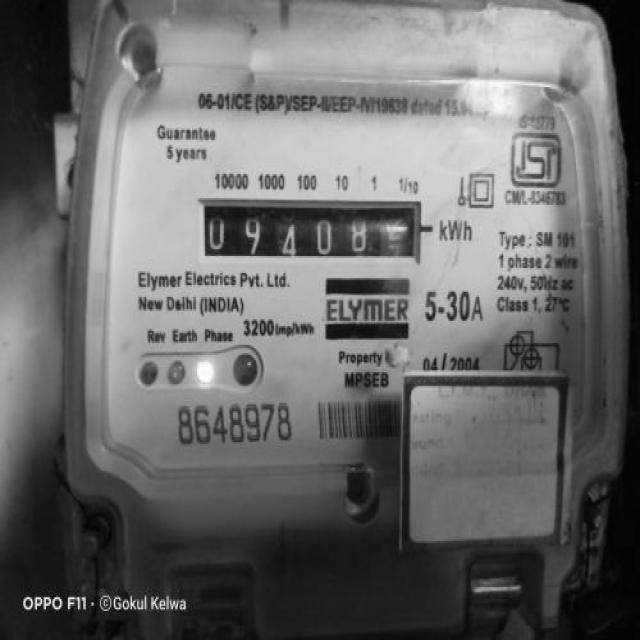 06-01/CE (S&P)/SEP-II/EEP-IV/10638 dated 15.
Guarantee
5 years
10000 1000 100 10 1 1/10
0 9 4 0 8
kWh
CM/L-8346783
Type : SM 101
1 phase 2 wire
240v, 50Hz ac
Class 1, 27°C
Elymer Electrics Pvt. Ltd.
New Delhi (INDIA)
ELYMER
5-30A
Rev Earth Phase 3200imp/kWh
Property
MPSEB
04 / 2004
8648978
OPPO F11 · ©Gokul Kelwa